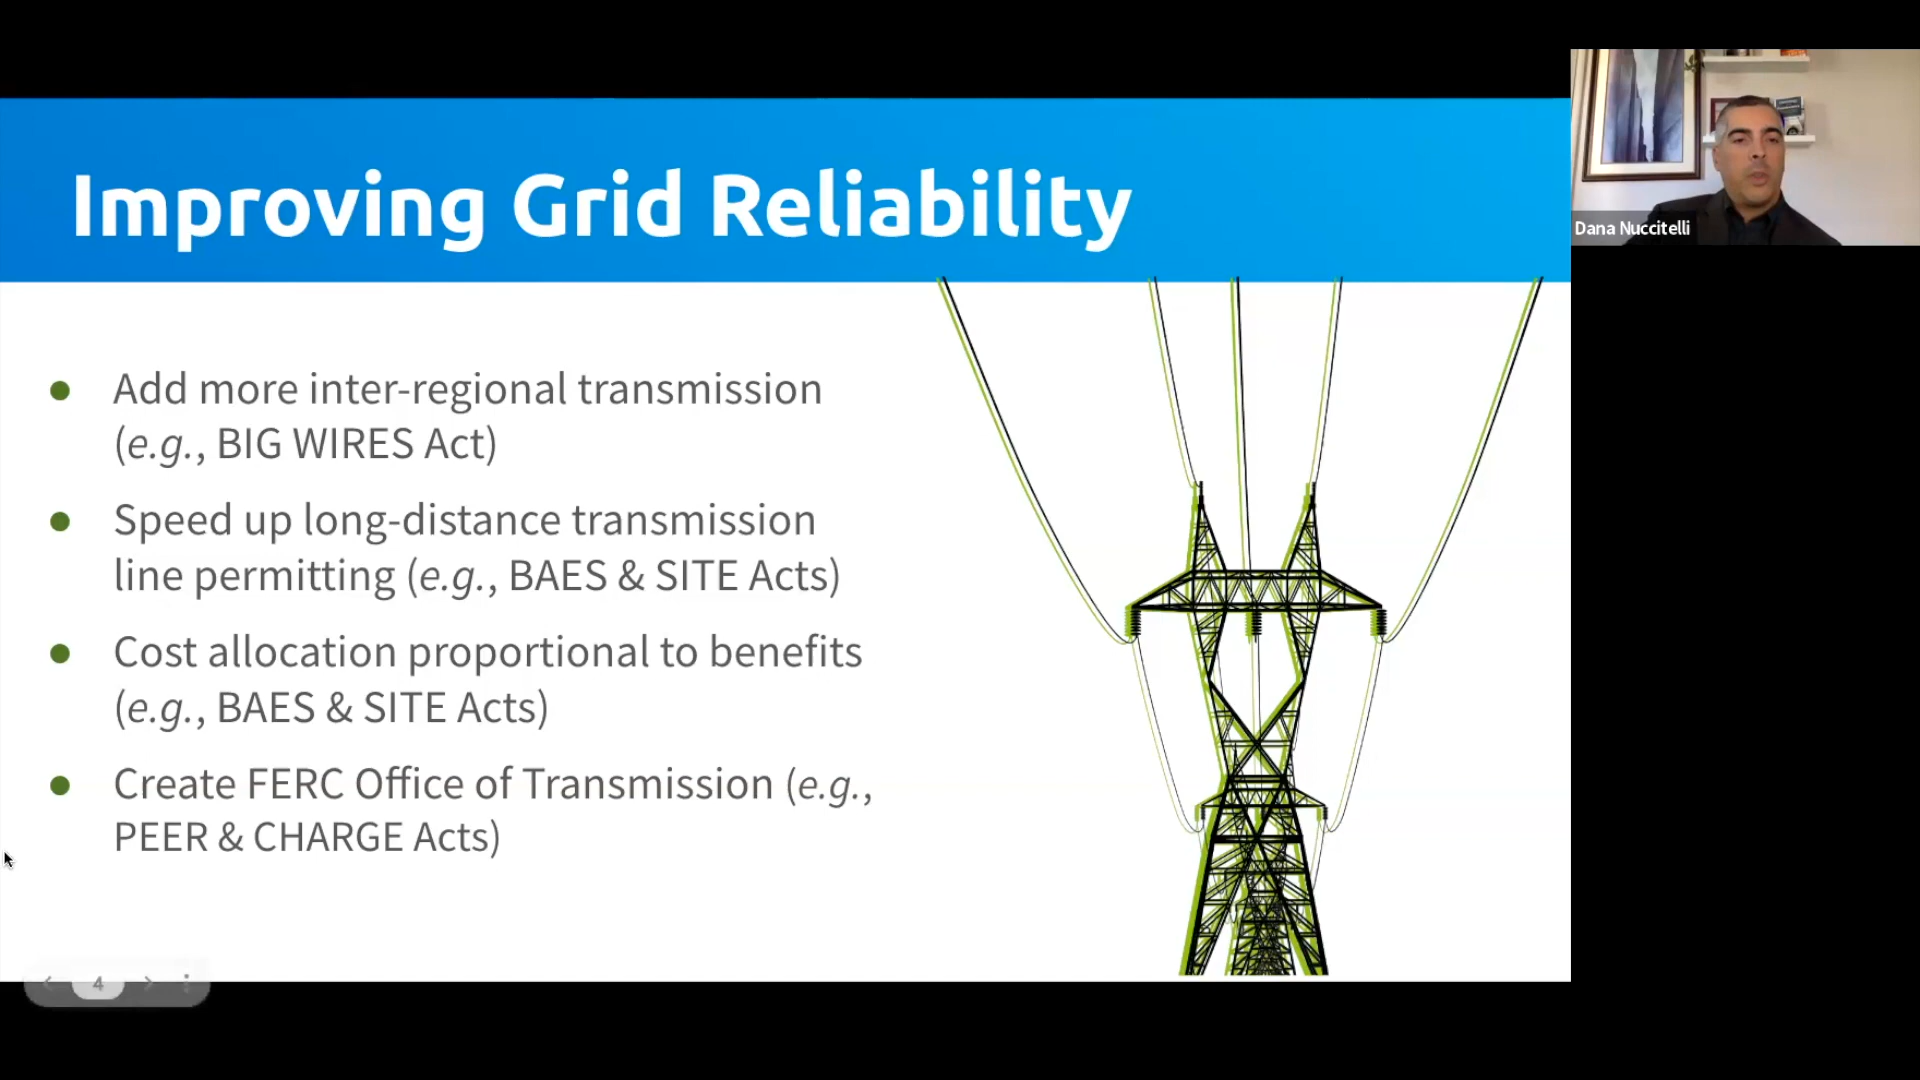 Improving Grid Reliability
Dana Nuccitelli
● Add more inter-regional transmission
(e.g., BIG WIRES Act)
● Speed up long-distance transmission
line permitting (e.g., BAES & SITE Acts)
● Cost allocation proportional to benefits
(e.g., BAES & SITE Acts)
● Create FERC Office of Transmission (e.g.,
PEER & CHARGE Acts)
4